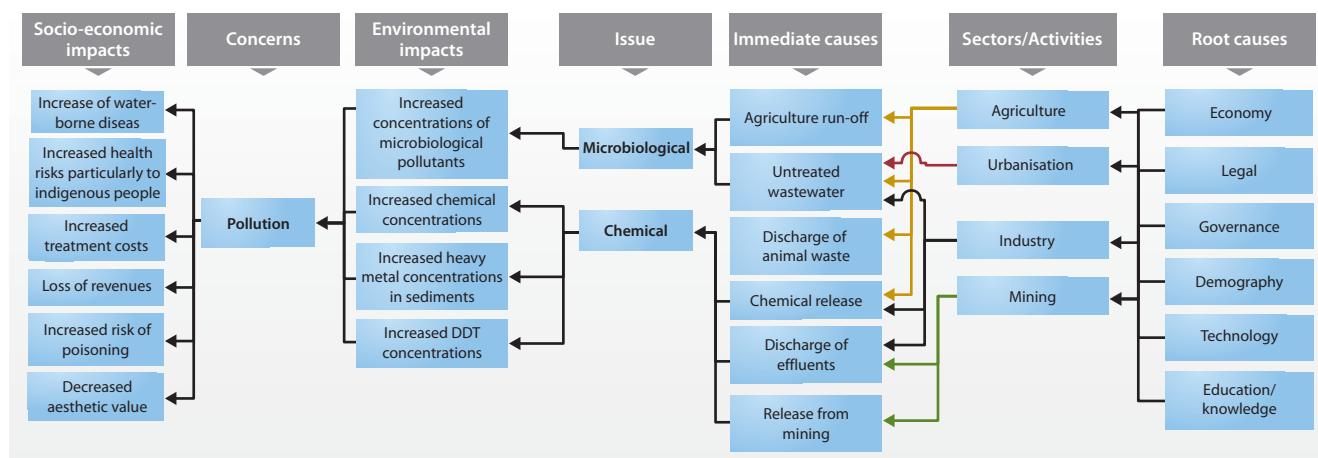 Socio-economic
impacts
Concerns
Environmental
impacts
Issue
Immediate causes
Sectors/Activities
Root causes
Increase of water-
borne diseas
Increased health
risks particularly to
indigenous people
Increased
treatment costs
Loss of revenues
Increased risk of
poisoning
Decreased
aesthetic value
Pollution
Increased
concentrations of
microbiological
pollutants
Increased chemical
concentrations
Increased heavy
metal concentrations
in sediments
Increased DDT
concentrations
Microbiological
Chemical
Agriculture run-off
Untreated
wastewater
Discharge of
animal waste
Chemical release
Discharge of
effluents
Release from
mining
Agriculture
Urbanisation
Industry
Mining
Economy
Legal
Governance
Demography
Technology
Education/
knowledge